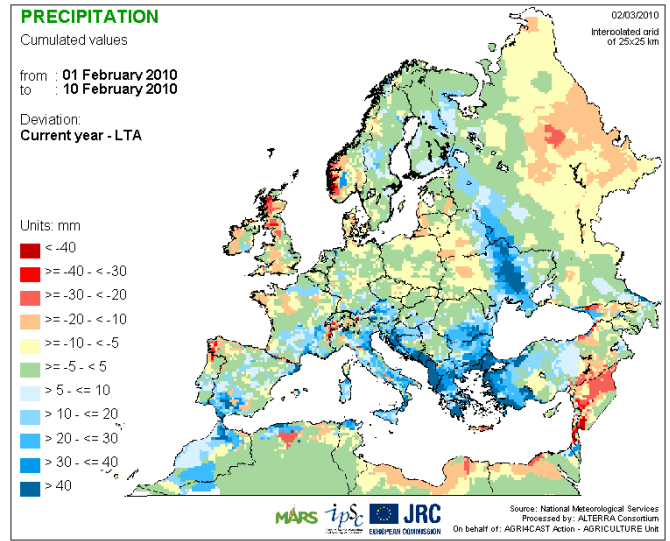 PRECIPITATION
Cumulated values
from : 01 February 2010
to : 10 February 2010
Deviation:
Current year - LTA
02/03/2010
Interpolated grid
of 25x25 km
Units: mm
< -40
>= -40 - < -30
>= -30 - < -20
>= -20 - < -10
>= -10 - < -5
>= -5 - < 5
> 5 - <= 10
> 10 - <= 20
> 20 - <= 30
> 30 - <= 40
> 40
MARS
ipsc
JRC
EUROPEAN COMMISSION
Source: National Meteorological Services
Processed by: ALTERRA Consortium
On behalf of: AGRI4CAST Action - AGRICULTURE Unit